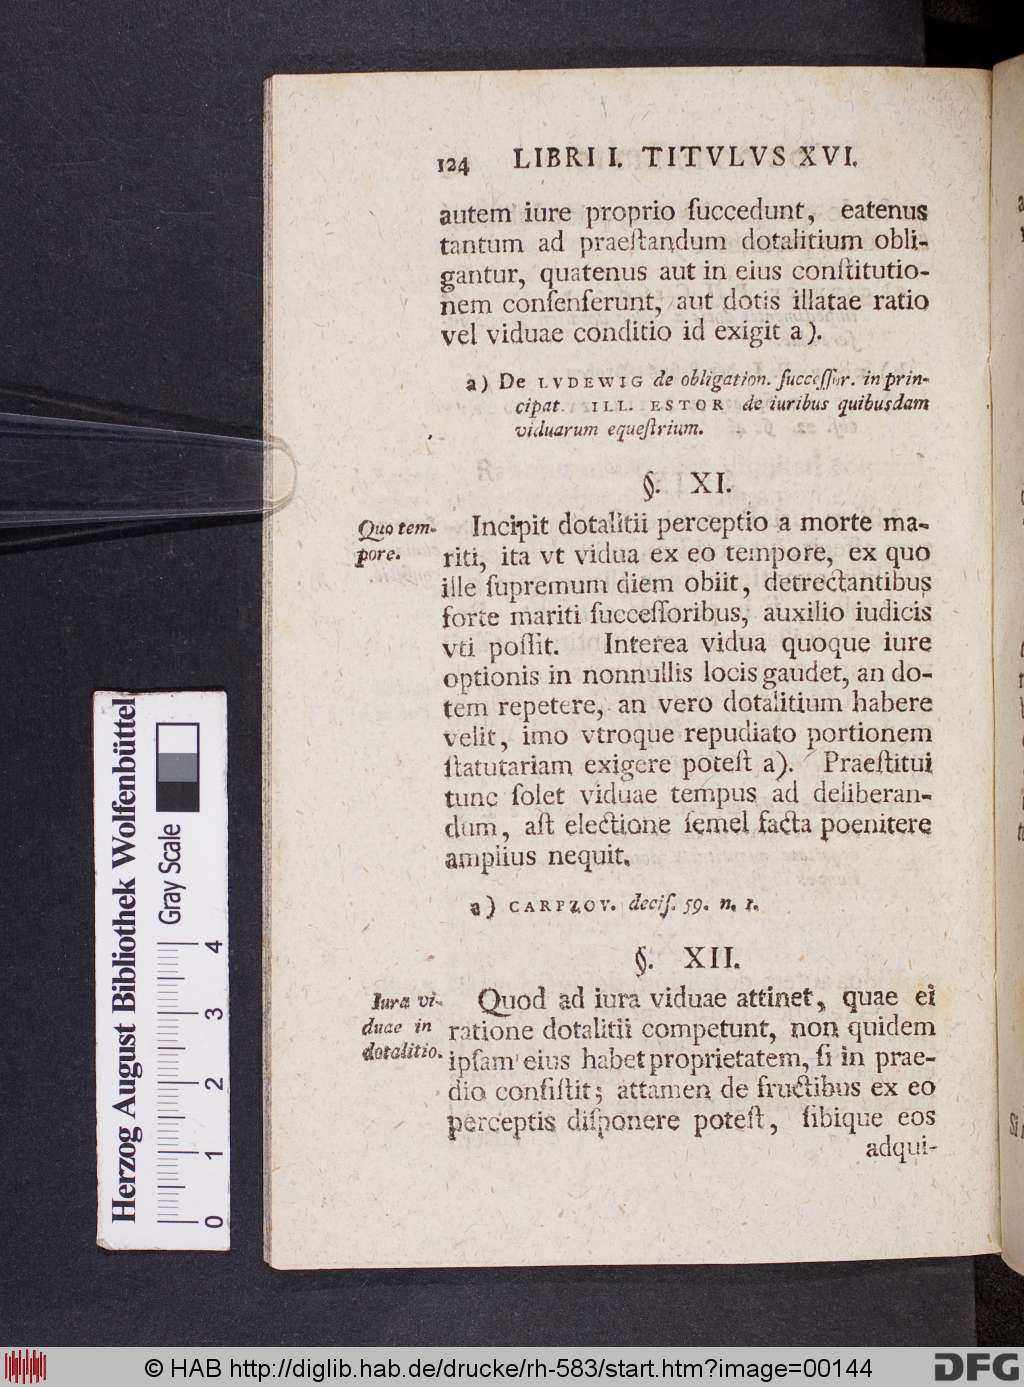 124 LIBRI I. TITVLVS XVI.
autem iure proprio ſuccedunt, eatenus
tantum ad praeſtandum dotalitium obli-
gantur, quatenus aut in eius conſtitutio-
nem conſenſerunt, aut dotis illatae ratio
vel viduae conditio id exigit a).
a) De LVDEWIG de obligation. ſucceſſor. in prin-
cipat. ILL. ESTOR de iuribus quibusdam
viduarum equeſtrium.
§. XI.
Quo tem-
pore.
Incipit dotalitii perceptio a morte ma-
riti, ita vt vidua ex eo tempore, ex quo
ille ſupremum diem obiit, detrectantibus
forte mariti ſucceſſoribus, auxilio iudicis
vti poſſit. Interea vidua quoque iure
optionis in nonnullis locis gaudet, an do-
tem repetere, an vero dotalitium habere
velit, imo vtroque repudiato portionem
ſtatutariam exigere poteſt a). Praeſtitui
tunc ſolet viduae tempus ad deliberan-
dum, aſt electione ſemel facta poenitere
amplius nequit.
a) CARPZOV. deciſ. 59. n. 1.
§. XII.
Iura vi-
duae in
dotalitio.
Quod ad iura viduae attinet, quae ei
ratione dotalitii competunt, non quidem
ipſam eius habet proprietatem, ſi in prae-
dio conſiſtit; attamen de fructibus ex eo
perceptis diſponere poteſt, ſibique eos
adqui-
Herzog August Bibliothek Wolfenbüttel
Gray Scale
0 1 2 3 4
© HAB http://diglib.hab.de/drucke/rh-583/start.htm?image=00144
DFG